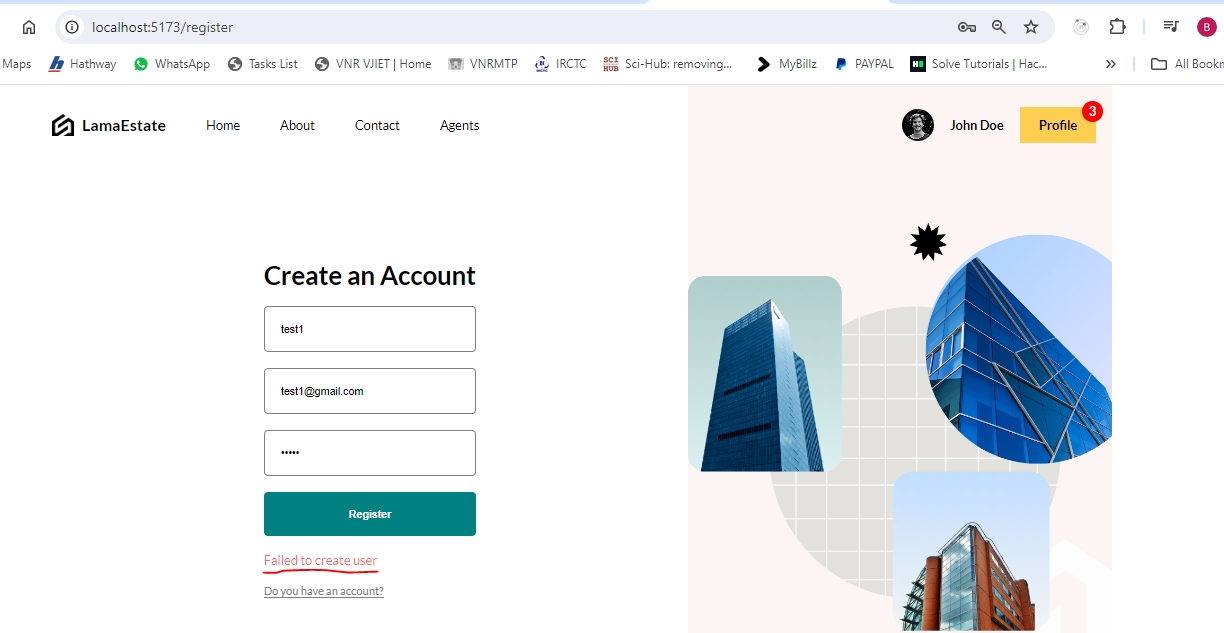 localhost:5173/register
B
Maps Hathway WhatsApp Tasks List VNR VJIET | Home VNRMTP IRCTC SCI HUB Sci-Hub: removing... MyBillz PAYPAL Solve Tutorials | Hac... » All Bookm
LamaEstate Home About Contact Agents John Doe Profile 3
Create an Account
test1
test1@gmail.com
•••••
Register
Failed to create user
Do you have an account?